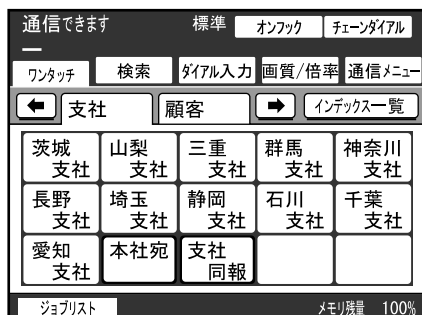 通信できます 標準 オンフック チェーンダイアル
ワンタッチ 検索 ダイアル入力 画質/倍率 通信メニュー
支社 顧客 インデックス一覧
茨城 山梨 三重 群馬 神奈川
支社 支社 支社 支社 支社
長野 埼玉 静岡 石川 千葉
支社 支社 支社 支社 支社
愛知 本社宛 支社
支社 同報
ジョブリスト メモリ残量 100%